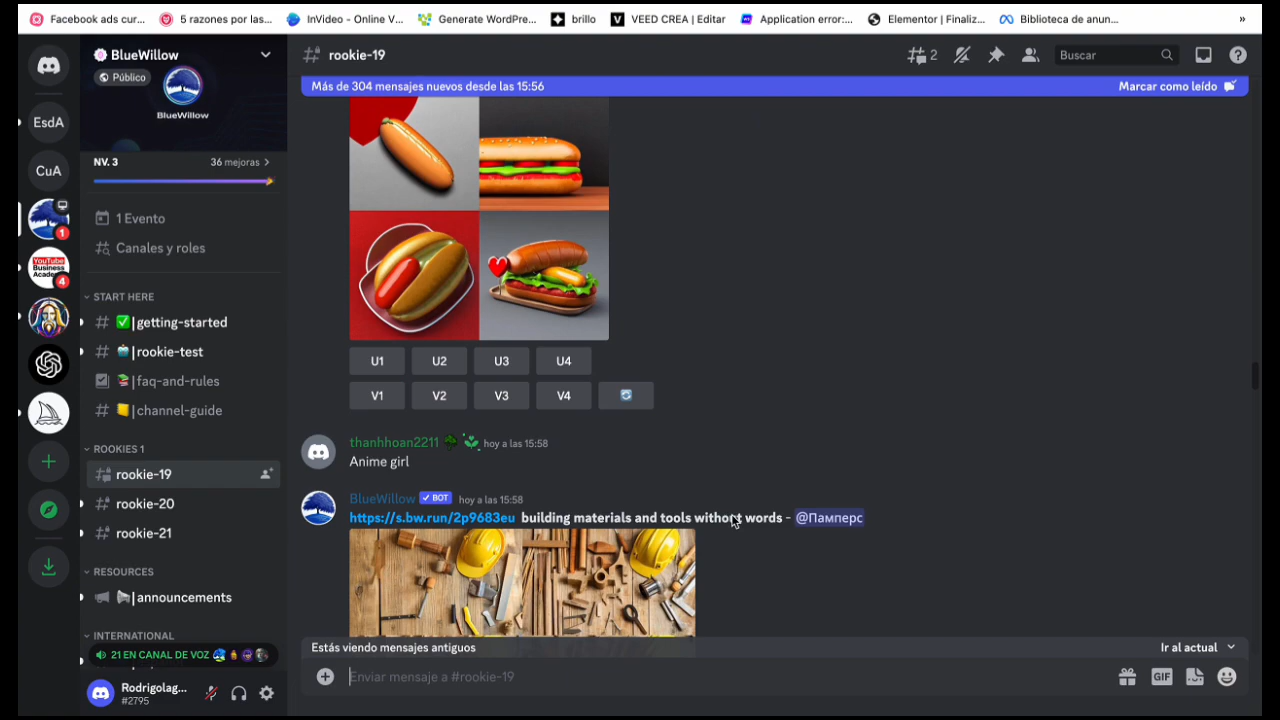 Facebook ads cur...
5 razones por las...
InVideo - Online V...
Generate WordPre...
brillo
VEED CREA | Editar
Application error:...
Elementor | Finaliz...
Biblioteca de anun...
»
EsdA
CuA
1
YouTube
Business
4
BlueWillow
Público
BlueWillow
NV. 3
36 mejoras
1 Evento
Canales y roles
START HERE
# ✅|getting-started
# |rookie-test
|faq-and-rules
# |channel-guide
ROOKIES 1
rookie-19
rookie-20
rookie-21
RESOURCES
|announcements
INTERNATIONAL
21 EN CANAL DE VOZ
Rodrigolag...
#2795
rookie-19
2
Buscar
Más de 304 mensajes nuevos desde las 15:56
Marcar como leído
U1 U2 U3 U4
V1 V2 V3 V4
thanhhoan2211 hoy a las 15:58
Anime girl
BlueWillow ✓ BOT hoy a las 15:58
https://s.bw.run/2p9683eu building materials and tools without words - @Памперс
Estás viendo mensajes antiguos
Ir al actual
Enviar mensaje a #rookie-19
GIF